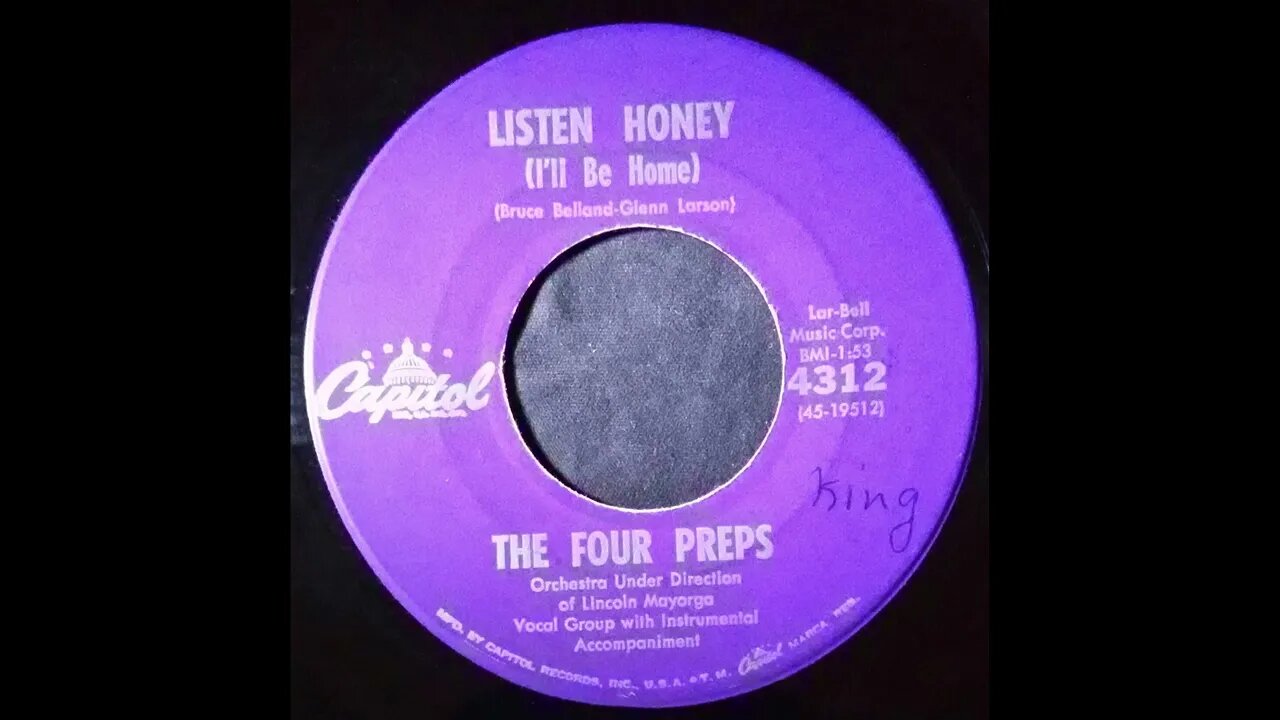 LISTEN HONEY
(I'll Be Home)
(Bruce Belland-Glenn Larson)
Lar-Bell
Music Corp.
BMI-1:53
4312
(45-19512)
Capitol
King
THE FOUR PREPS
Orchestra Under Direction
of Lincoln Mayorga
Vocal Group with Instrumental
Accompaniment
MFD. BY CAPITOL RECORDS, INC., U.S.A. • T.M. Capitol MARCA REG.